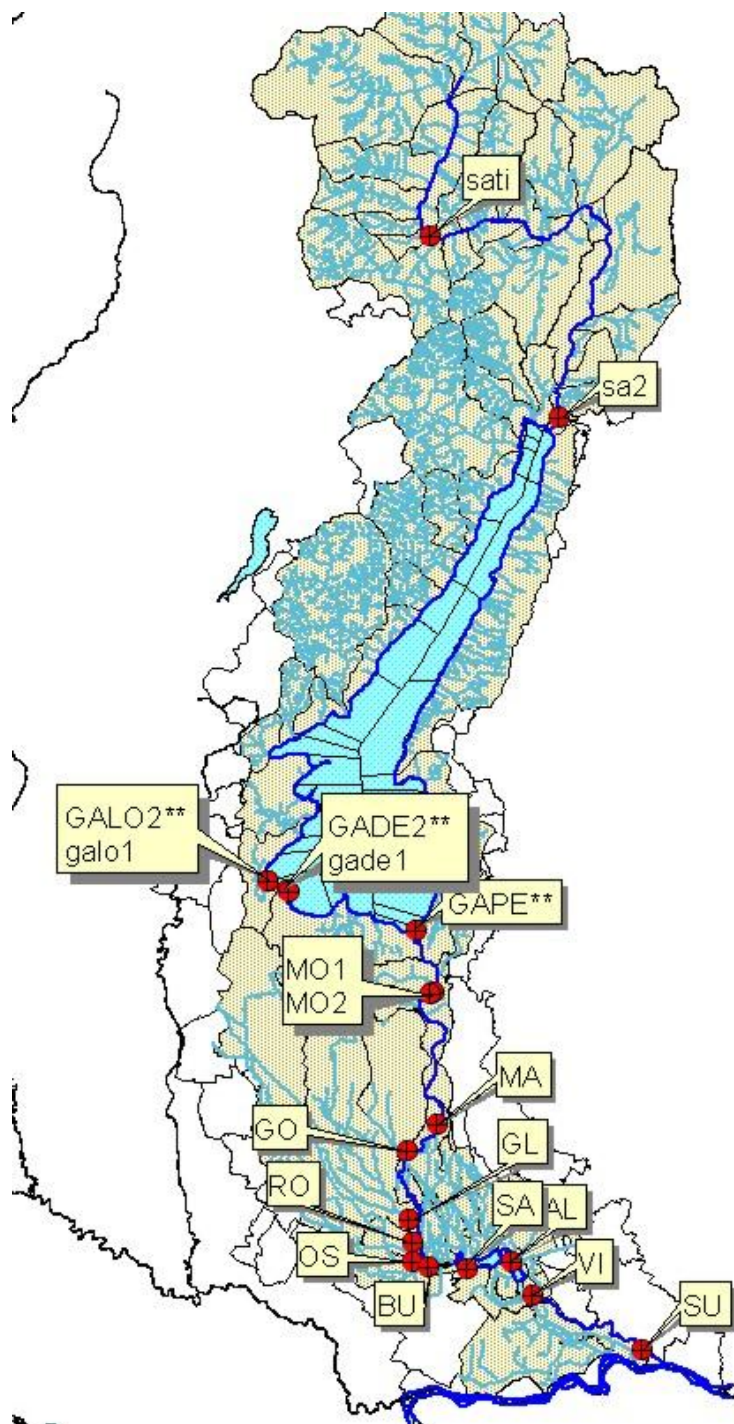 sati
sa2
GALO2**
galo1
GADE2**
gade1
GAPE**
MO1
MO2
MA
GO
GL
RO
SA
AL
OS
VI
BU
SU